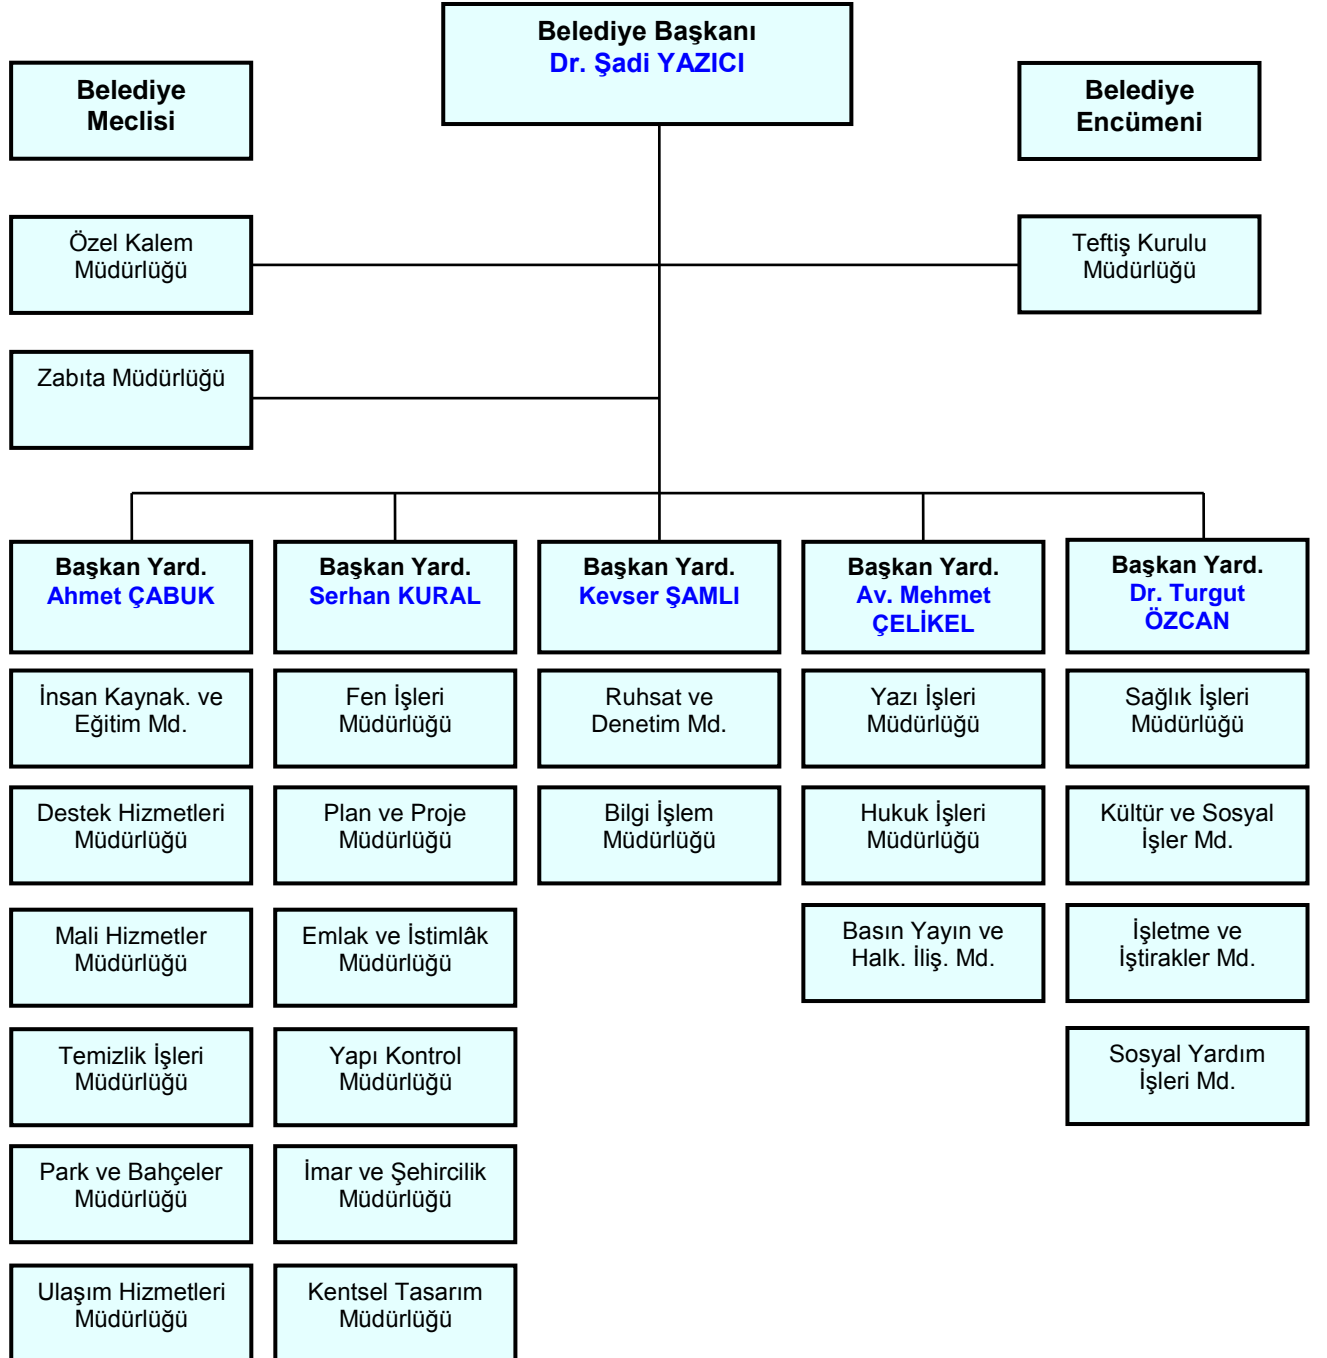 Belediye Başkanı
Dr. Şadi YAZICI
Belediye
Meclisi
Belediye
Encümeni
Özel Kalem
Müdürlüğü
Teftiş Kurulu
Müdürlüğü
Zabıta Müdürlüğü
Başkan Yard.
Ahmet ÇABUK
Başkan Yard.
Serhan KURAL
Başkan Yard.
Kevser ŞAMLI
Başkan Yard.
Av. Mehmet
ÇELİKEL
Başkan Yard.
Dr. Turgut
ÖZCAN
İnsan Kaynak. ve
Eğitim Md.
Fen İşleri
Müdürlüğü
Ruhsat ve
Denetim Md.
Yazı İşleri
Müdürlüğü
Sağlık İşleri
Müdürlüğü
Destek Hizmetleri
Müdürlüğü
Plan ve Proje
Müdürlüğü
Bilgi İşlem
Müdürlüğü
Hukuk İşleri
Müdürlüğü
Kültür ve Sosyal
İşler Md.
Mali Hizmetler
Müdürlüğü
Emlak ve İstimlâk
Müdürlüğü
Basın Yayın ve
Halk. İliş. Md.
İşletme ve
İştirakler Md.
Temizlik İşleri
Müdürlüğü
Yapı Kontrol
Müdürlüğü
Sosyal Yardım
İşleri Md.
Park ve Bahçeler
Müdürlüğü
İmar ve Şehircilik
Müdürlüğü
Ulaşım Hizmetleri
Müdürlüğü
Kentsel Tasarım
Müdürlüğü